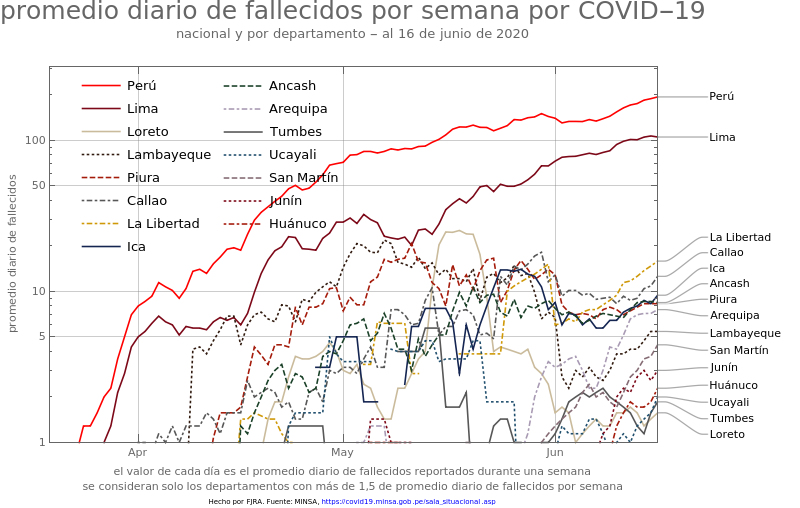 promedio diario de fallecidos por semana por COVID–19
nacional y por departamento – al 16 de junio de 2020
promedio diario de fallecidos
100
50
10
5
1
Apr
May
Jun
Perú
Lima
Loreto
Lambayeque
Piura
Callao
La Libertad
Ica
Ancash
Arequipa
Tumbes
Ucayali
San Martín
Junín
Huánuco
Perú
Lima
La Libertad
Callao
Ica
Ancash
Piura
Arequipa
Lambayeque
San Martín
Junín
Huánuco
Ucayali
Tumbes
Loreto
el valor de cada día es el promedio diario de fallecidos reportados durante una semana
se consideran solo los departamentos con más de 1,5 de promedio diario de fallecidos por semana
Hecho por FJRA. Fuente: MINSA, https://covid19.minsa.gob.pe/sala_situacional.asp